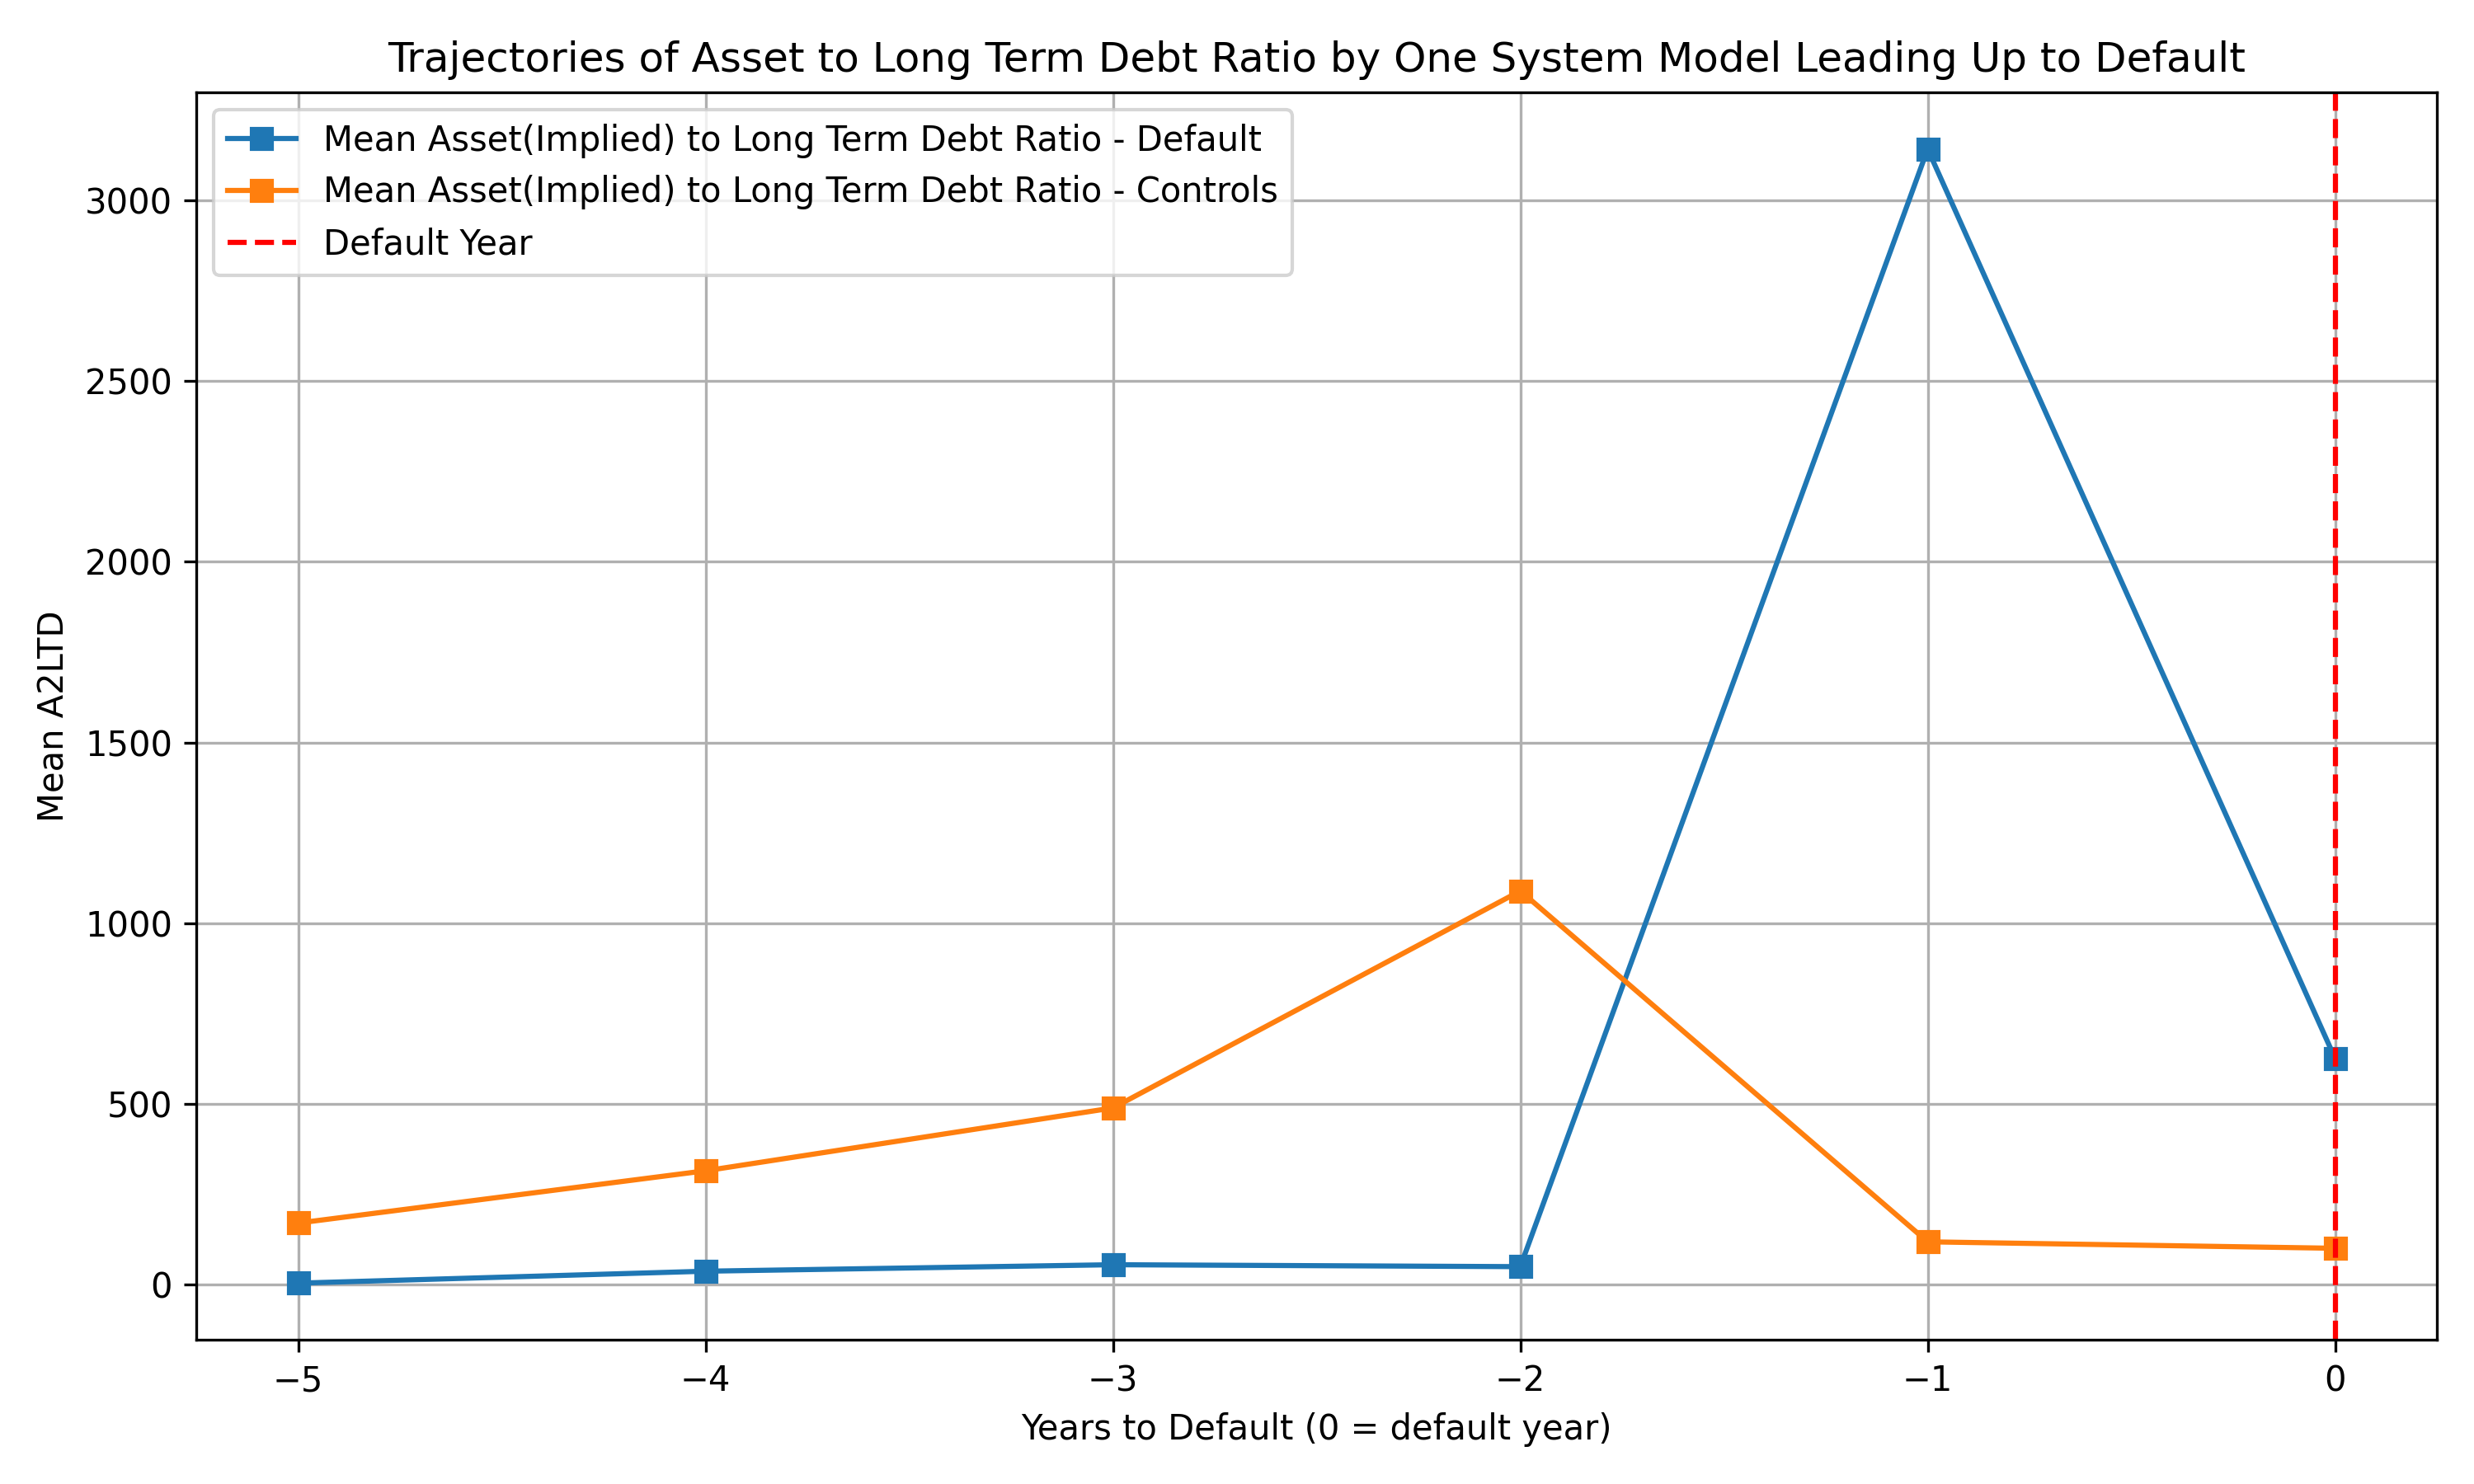 Trajectories of Asset to Long Term Debt Ratio by One System Model Leading Up to Default
Mean Asset(Implied) to Long Term Debt Ratio - Default
Mean Asset(Implied) to Long Term Debt Ratio - Controls
Default Year
3000
2500
2000
1500
1000
500
0
Mean A2LTD
−5
−4
−3
−2
−1
0
Years to Default (0 = default year)